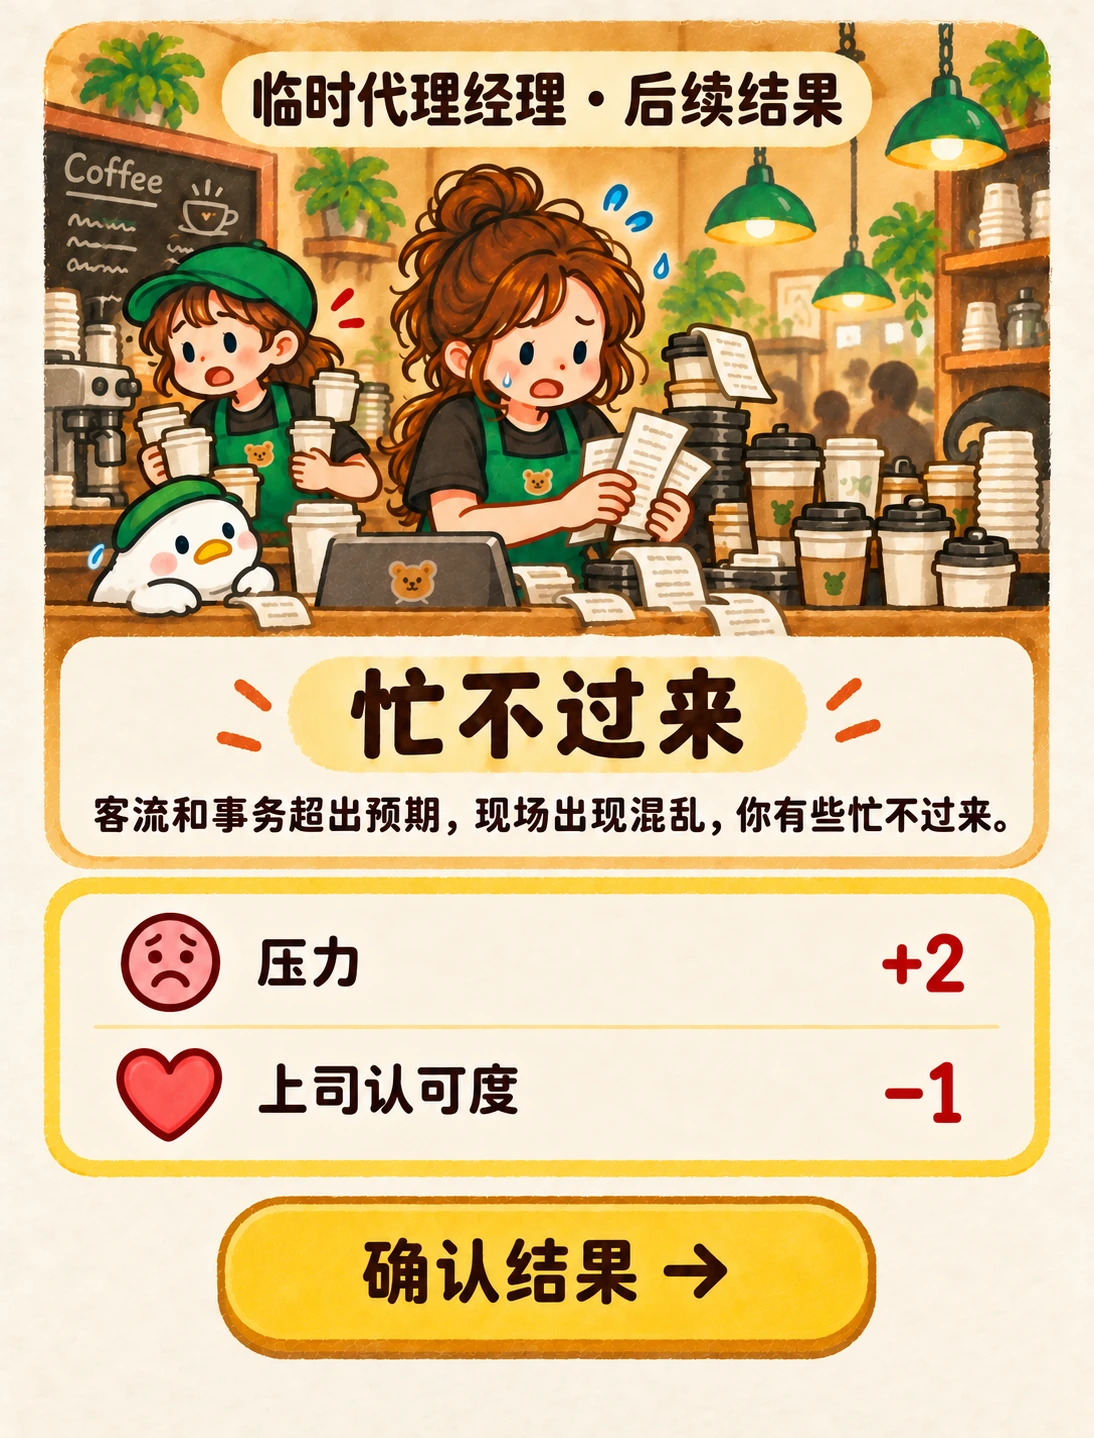 临时代理经理·后续结果
Coffee
忙不过来
客流和事务超出预期，现场出现混乱，你有些忙不过来。
压力 +2
上司认可度 -1
确认结果 →